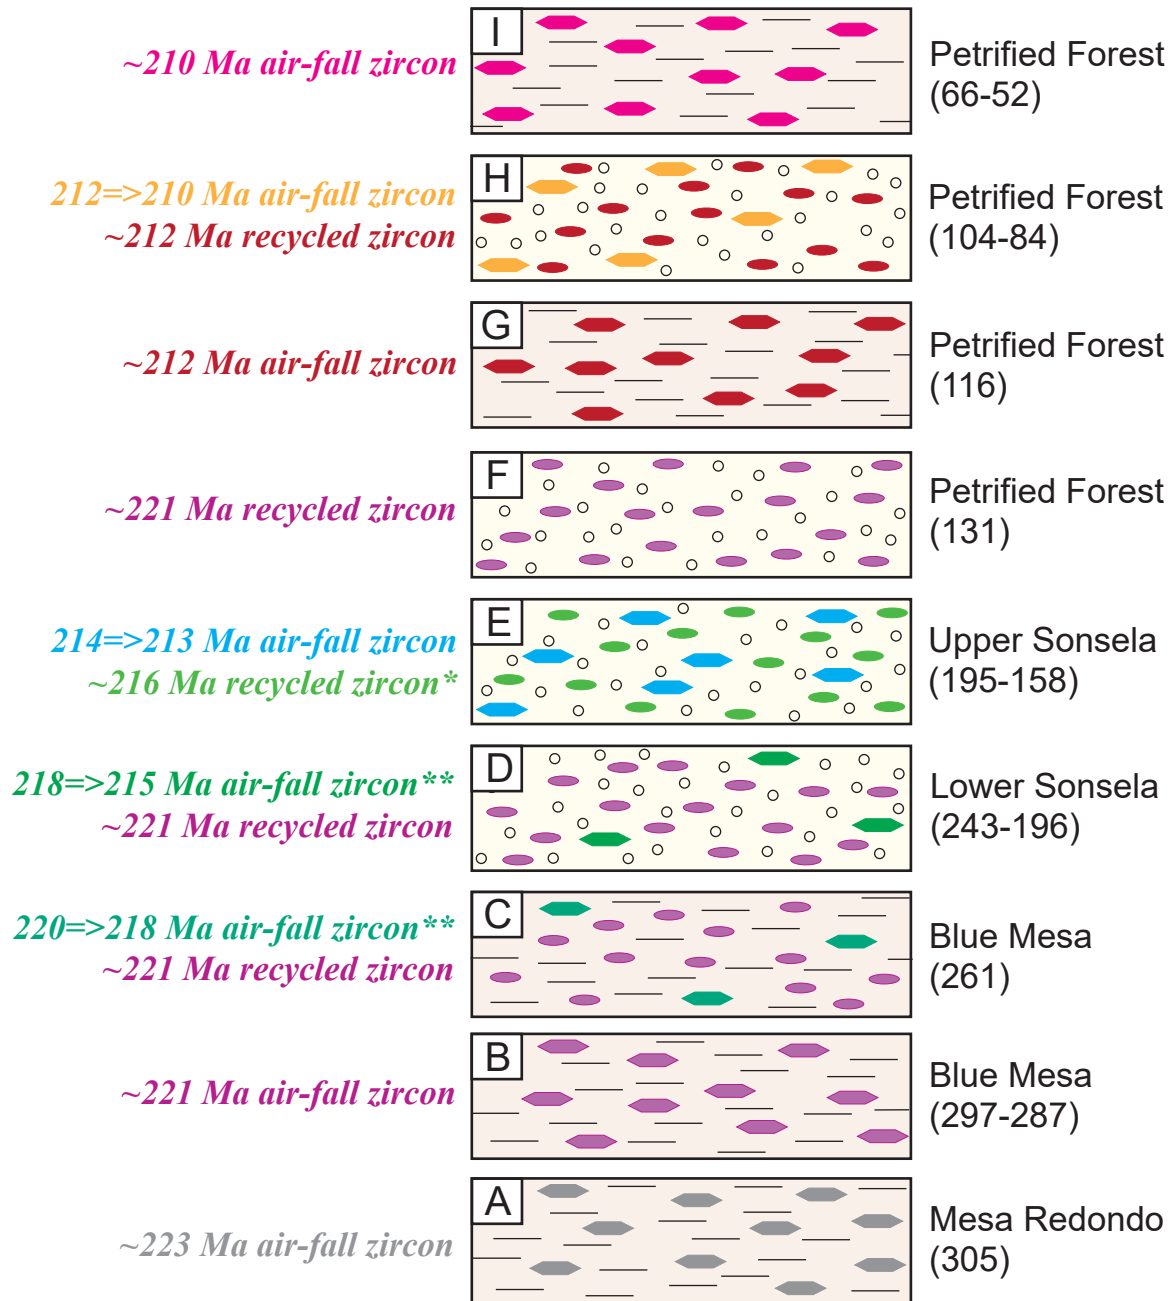 ~210 Ma air-fall zircon
I
Petrified Forest
(66-52)
212=>210 Ma air-fall zircon
~212 Ma recycled zircon
H
Petrified Forest
(104-84)
~212 Ma air-fall zircon
G
Petrified Forest
(116)
~221 Ma recycled zircon
F
Petrified Forest
(131)
214=>213 Ma air-fall zircon
~216 Ma recycled zircon*
E
Upper Sonsela
(195-158)
218=>215 Ma air-fall zircon**
~221 Ma recycled zircon
D
Lower Sonsela
(243-196)
220=>218 Ma air-fall zircon**
~221 Ma recycled zircon
C
Blue Mesa
(261)
~221 Ma air-fall zircon
B
Blue Mesa
(297-287)
~223 Ma air-fall zircon
A
Mesa Redondo
(305)